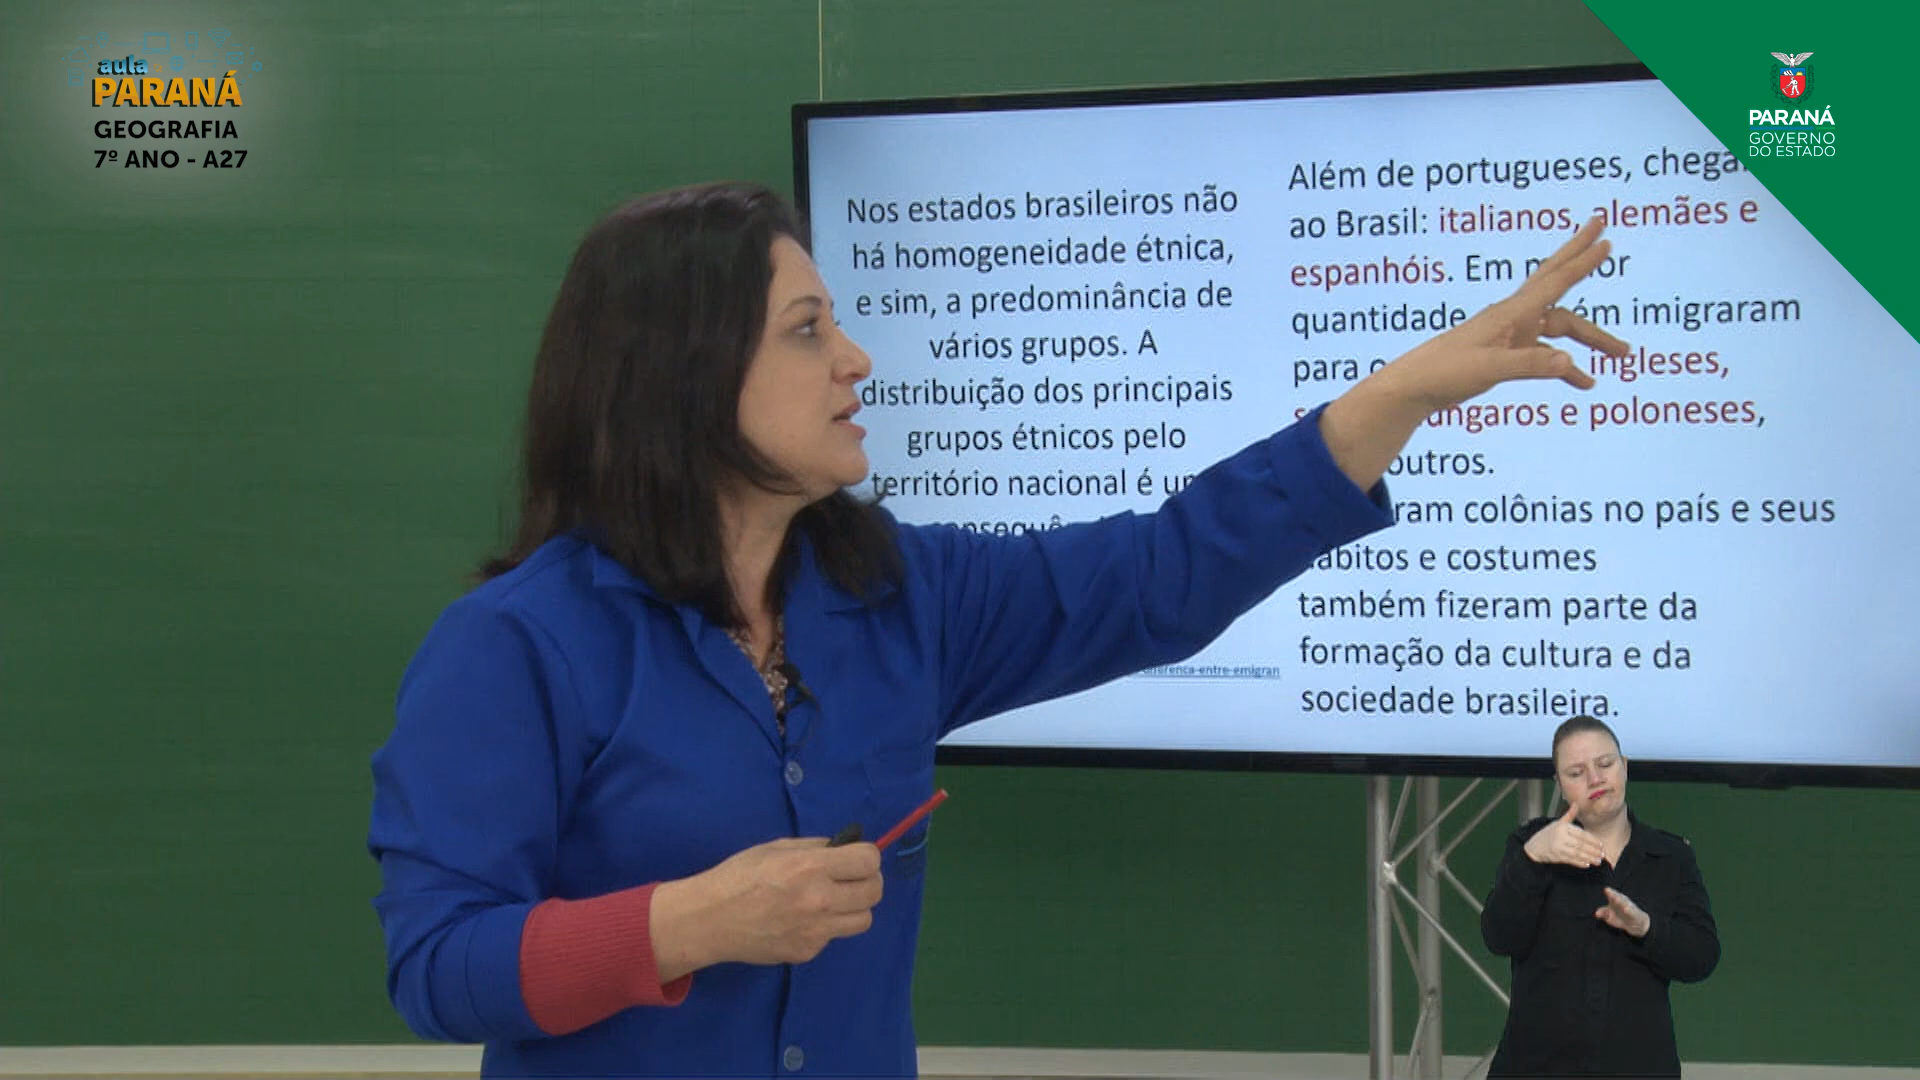 aula
PARANÁ
GEOGRAFIA
7º ANO - A27
PARANÁ
GOVERNO
DO ESTADO
Nos estados brasileiros não
há homogeneidade étnica,
e sim, a predominância de
vários grupos. A
distribuição dos principais
grupos étnicos pelo
território nacional é
Além de portugueses,
ao Brasil: italianos, alemães e
espanhóis. Em
quantidade imigraram
para ingleses,
e poloneses,
outros.
colônias no país e seus
costumes
também fizeram parte da
formação da cultura e da
sociedade brasileira.
diferenca-entre-emigran